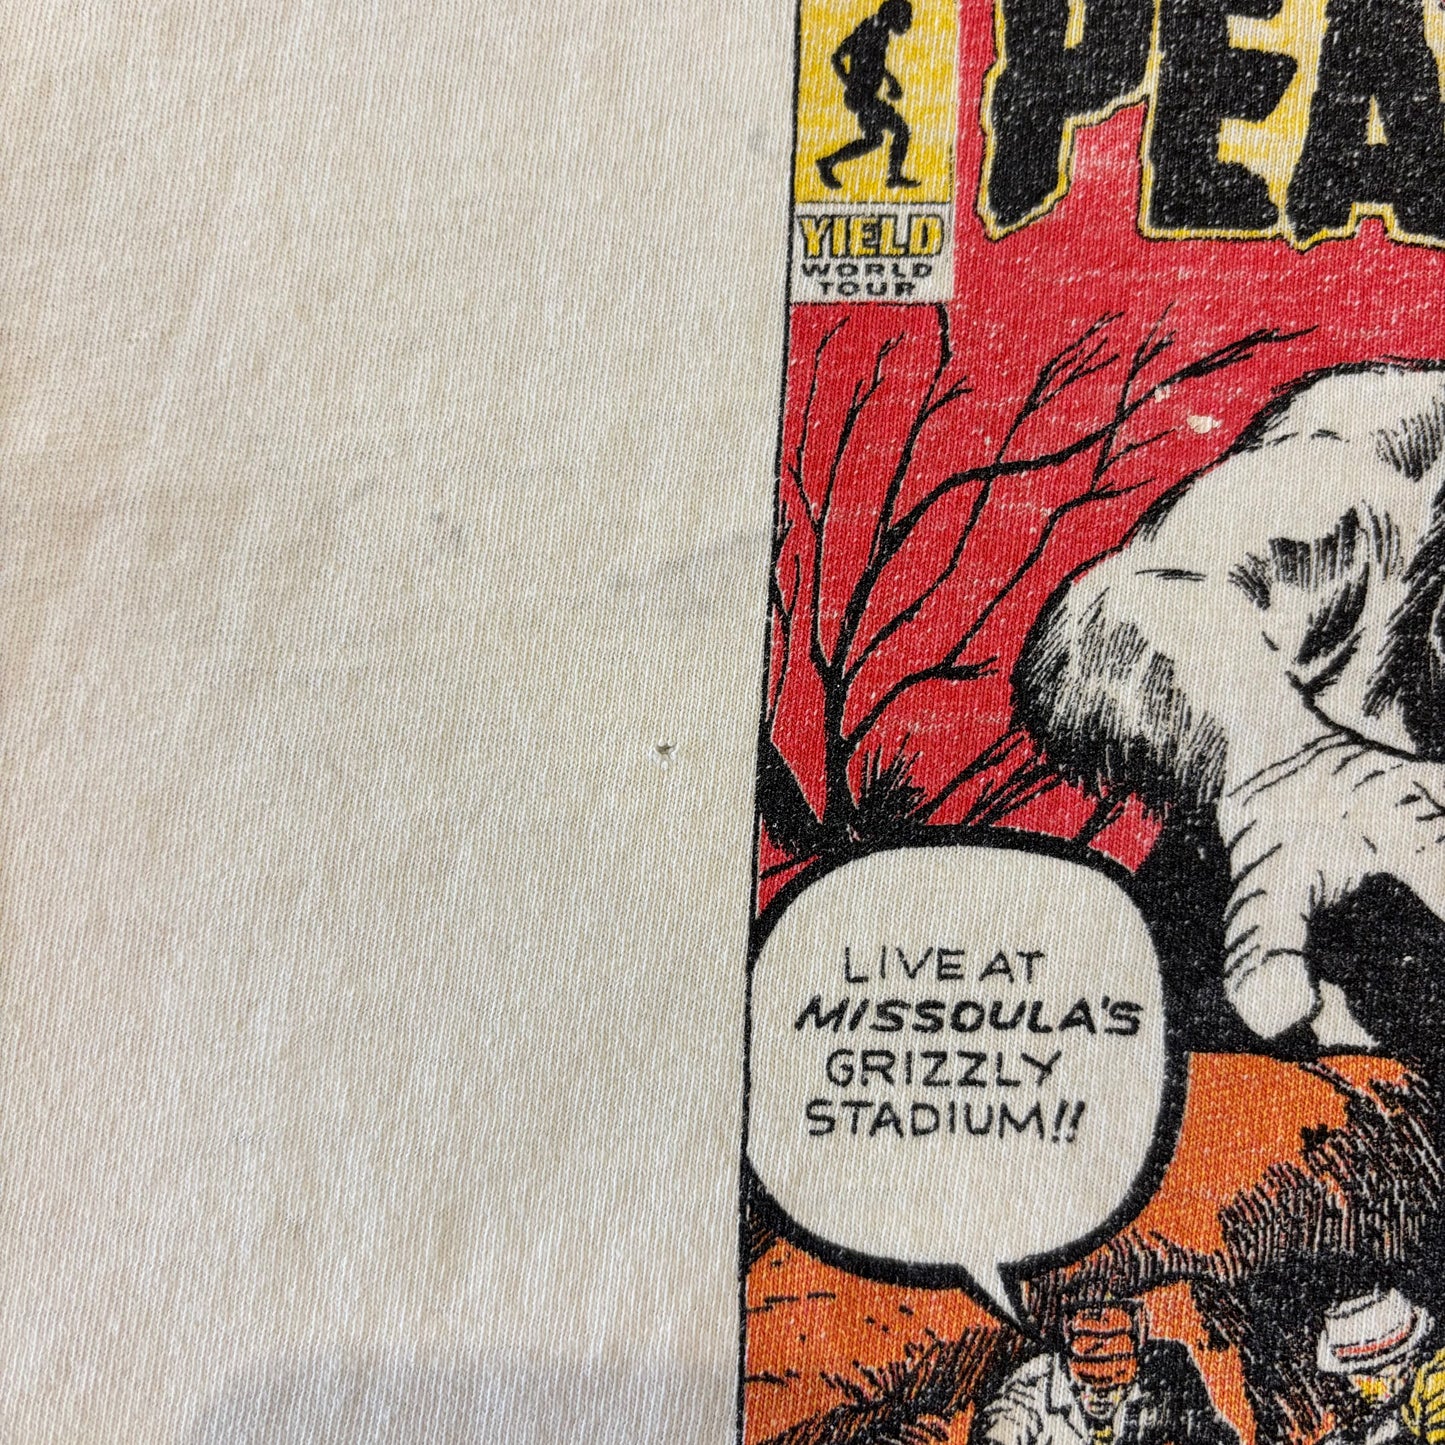 PEA
YIELD
WORLD
TOUR
LIVE AT
MISSOULA'S
GRIZZLY
STADIUM!!